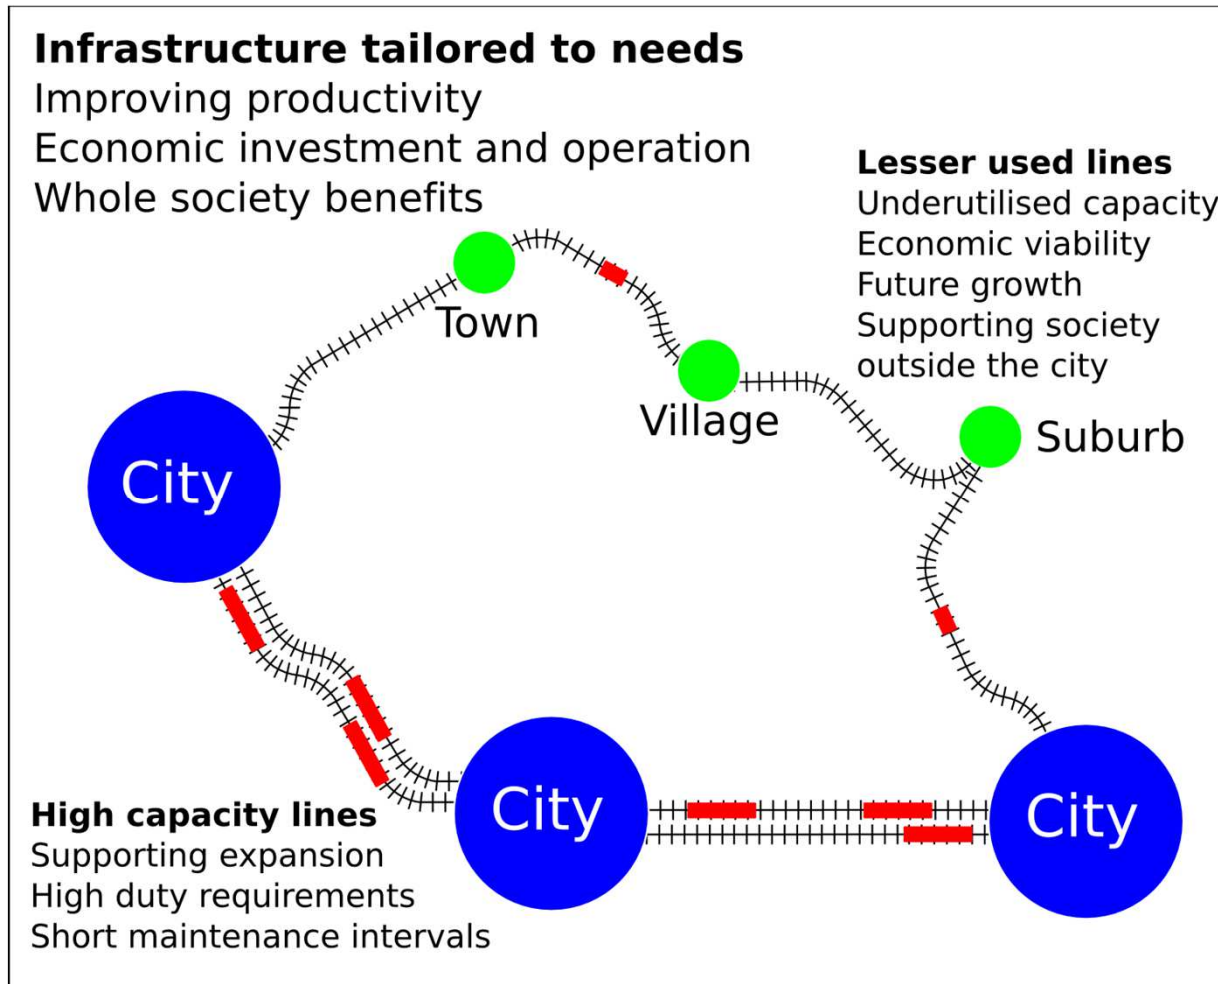 Infrastructure tailored to needs
Improving productivity
Economic investment and operation
Whole society benefits
Lesser used lines
Underutilised capacity
Economic viability
Future growth
Supporting society
outside the city
Town
Village
Suburb
City
City
City
High capacity lines
Supporting expansion
High duty requirements
Short maintenance intervals